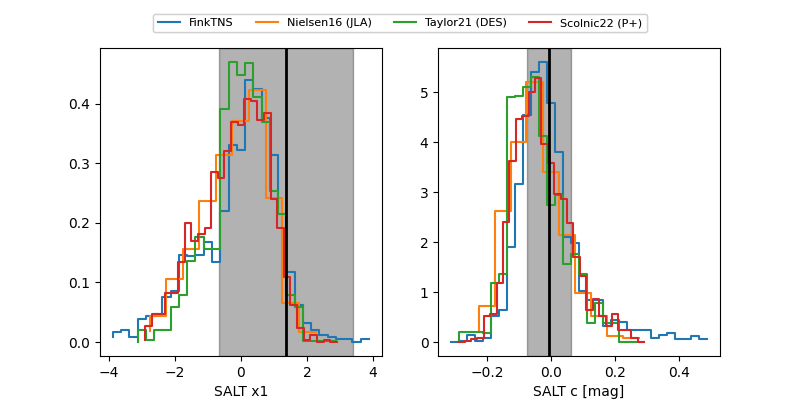 FinkTNS Nielsen16 (JLA) Taylor21 (DES) Scolnic22 (P+)
0.4
0.3
0.2
0.1
0.0
−4 −2 0 2 4
SALT x1
5
4
3
2
1
0
−0.2 0.0 0.2 0.4
SALT c [mag]